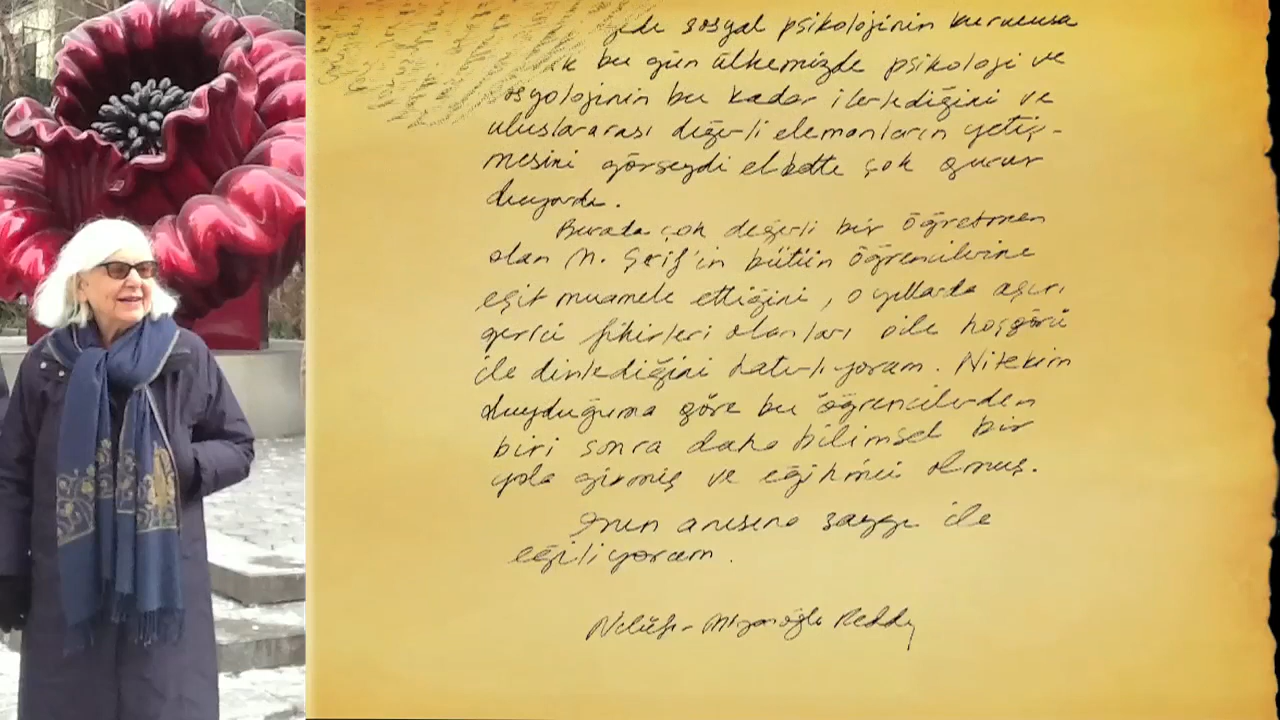 sosyal psikolojinin kurucusu
bu gün ülkemizde psikoloji ve
osyolojinin bu kadar ilerlediğini ve
uluslararası değerli elemanların yetiş-
mesini görseydi elbette çok gurur
duyardı.
Burada çok değerli bir öğretmen
olan M. Şerif'in bütün öğrencilerine
eşit muamele ettiğini, o yıllarda aşırı
gerici fikirleri olanları bile hoşgörü
ile dinlediğini hatırlıyorum. Nitekim
duyduğuma göre bu öğrencilerden
biri sonra daha bilimsel bir
yola girmiş ve eğitimci olmuş.
Onun anısına saygı ile
eğiliyorum.
Nilüfer Mizanoğlu Reddy